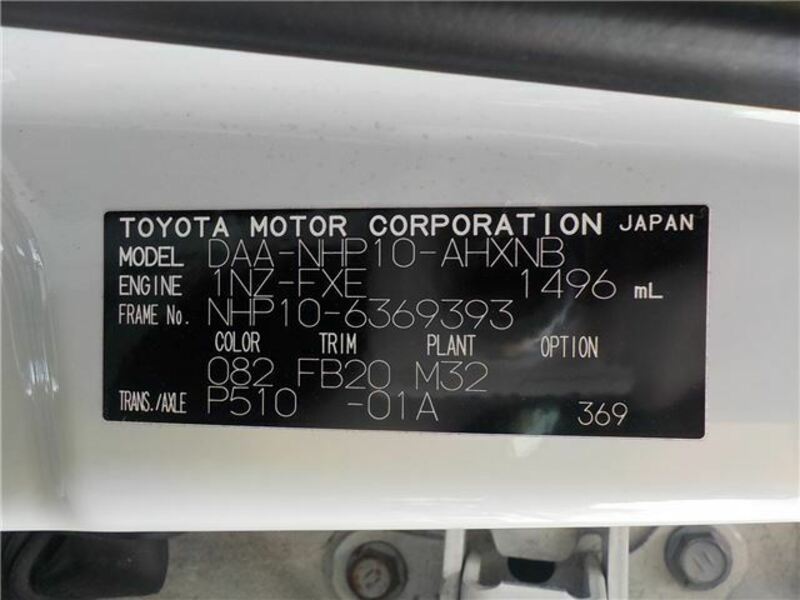 TOYOTA MOTOR CORPORATION JAPAN
MODEL DAA-NHP10-AHXNB
ENGINE 1NZ-FXE 1496 mL
FRAME No. NHP10-6369393
COLOR TRIM PLANT OPTION
082 FB20 M32
TRANS./AXLE P510 -01A 369